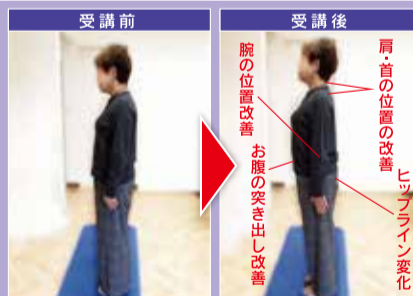 受講前
受講後
肩・首の位置の改善
腕の位置改善
お腹の突き出し改善
ヒップライン変化